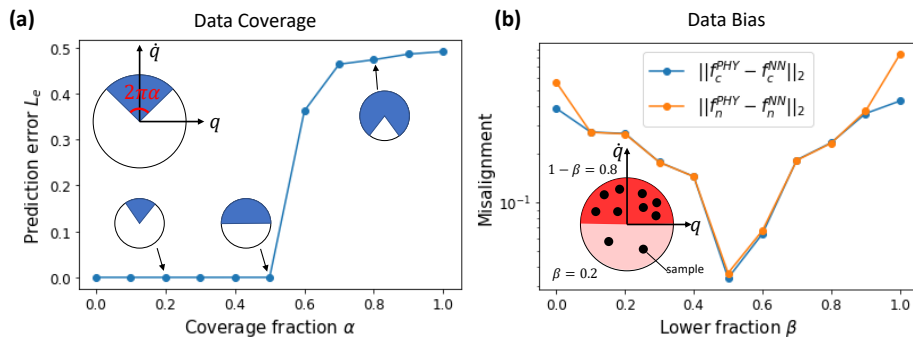 (a)
Data Coverage
Prediction error L_e
0.5
0.4
0.3
0.2
0.1
0.0
q̇
2πα
q
0.0 0.2 0.4 0.6 0.8 1.0
Coverage fraction α
(b)
Data Bias
||f_c^{PHY} − f_c^{NN}||_2
||f_n^{PHY} − f_n^{NN}||_2
Misalignment
10^{−1}
q̇
1 − β = 0.8
q
β = 0.2
sample
0.0 0.2 0.4 0.6 0.8 1.0
Lower fraction β